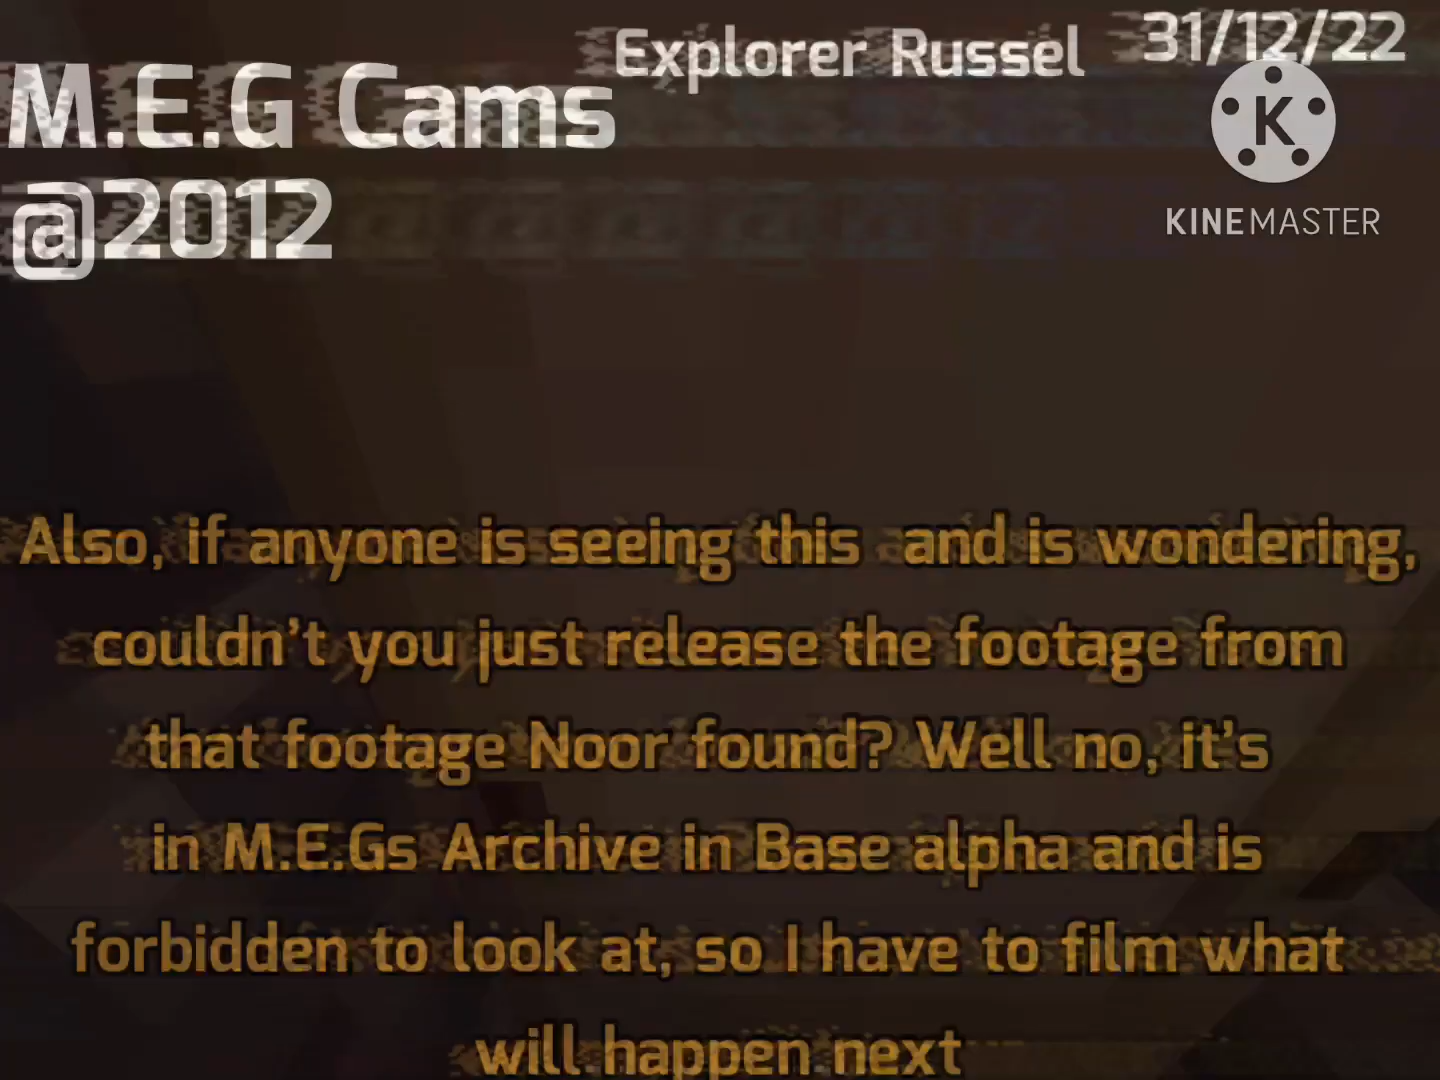 Explorer Russel
31/12/22
M.E.G Cams
@2012
K
KINEMASTER
Also, if anyone is seeing this and is wondering,
couldn't you just release the footage from
that footage Noor found? Well no, it's
in M.E.Gs Archive in Base alpha and is
forbidden to look at, so I have to film what
will happen next